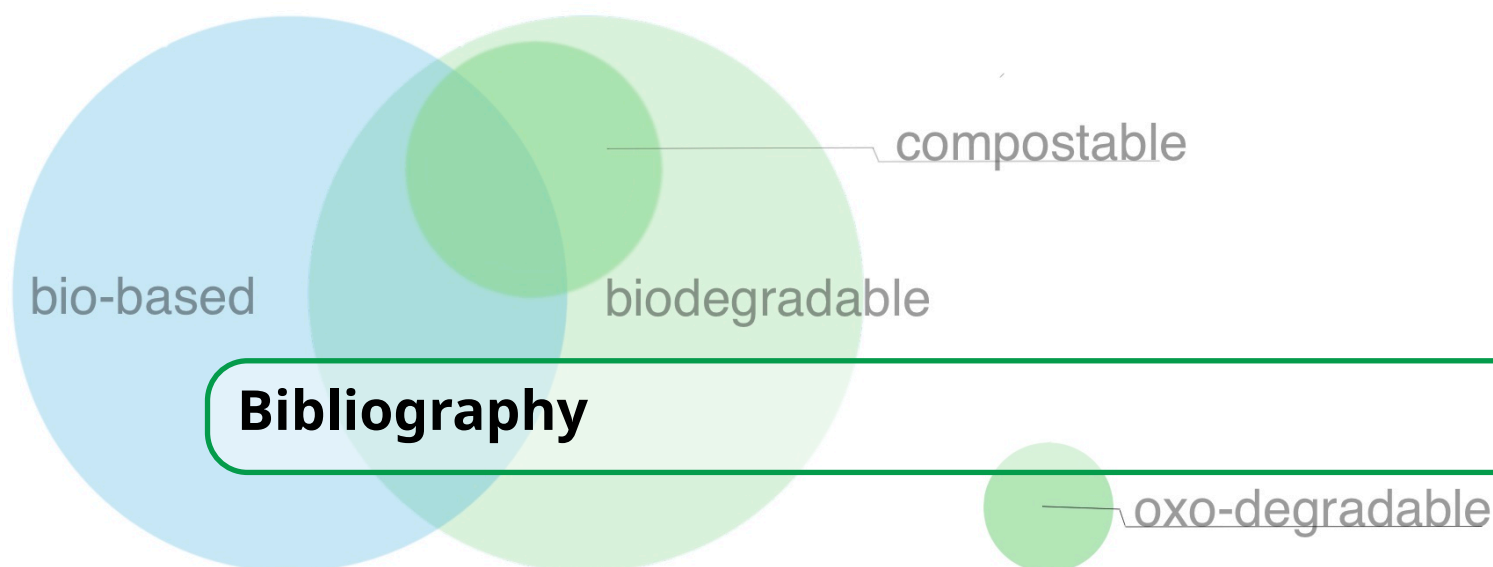 compostable
bio-based
biodegradable
Bibliography
oxo-degradable